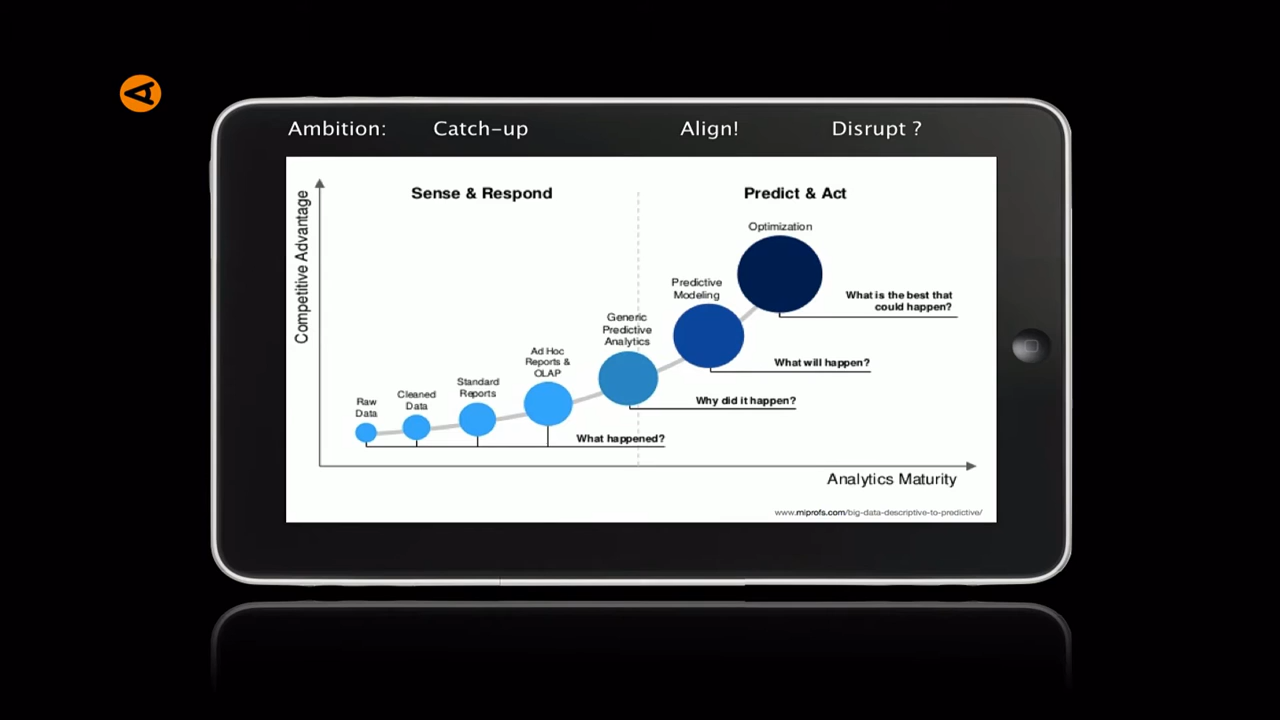 A
Ambition: Catch-up Align! Disrupt ?
Sense & Respond
Predict & Act
Competitive Advantage
Optimization
What is the best that
could happen?
Predictive
Modeling
What will happen?
Generic
Predictive
Analytics
Why did it happen?
Ad Hoc
Reports &
OLAP
Standard
Reports
Cleaned
Data
Raw
Data
What happened?
Analytics Maturity
www.miprofs.com/big-data-descriptive-to-predictive/